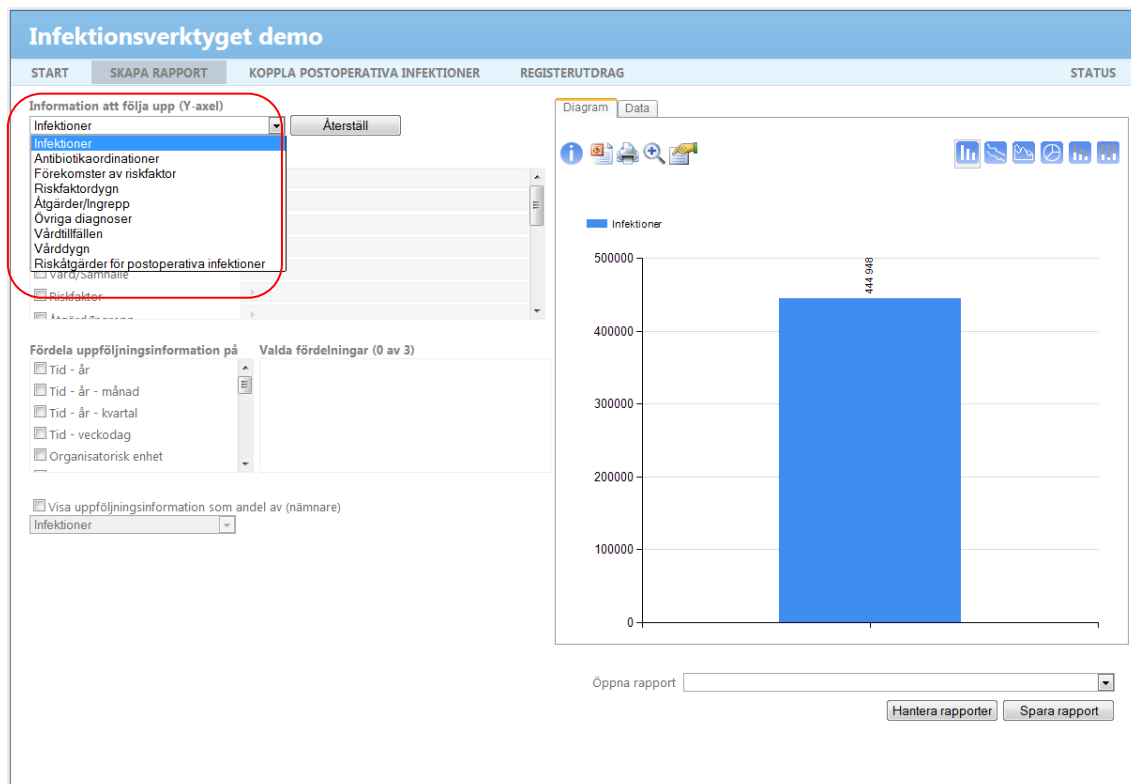 Infektionsverktyget demo
START SKAPA RAPPORT KOPPLA POSTOPERATIVA INFEKTIONER REGISTERUTDRAG STATUS
Information att följa upp (Y-axel)
Infektioner
Återställ
Infektioner
Antibiotikaordinationer
Förekomster av riskfaktor
Riskfaktordygn
Åtgärder/Ingrepp
Övriga diagnoser
Vårdtillfällen
Vårddygn
Riskåtgärder för postoperativa infektioner
Vård/Samhälle
Riskfaktor
Åtgärd/Ingrepp
Fördela uppföljningsinformation på
Tid - år
Tid - år - månad
Tid - år - kvartal
Tid - veckodag
Organisatorisk enhet
Valda fördelningar (0 av 3)
Visa uppföljningsinformation som andel av (nämnare)
Infektioner
Diagram Data
Infektioner
500000
400000
300000
200000
100000
0
444 948
Öppna rapport
Hantera rapporter Spara rapport